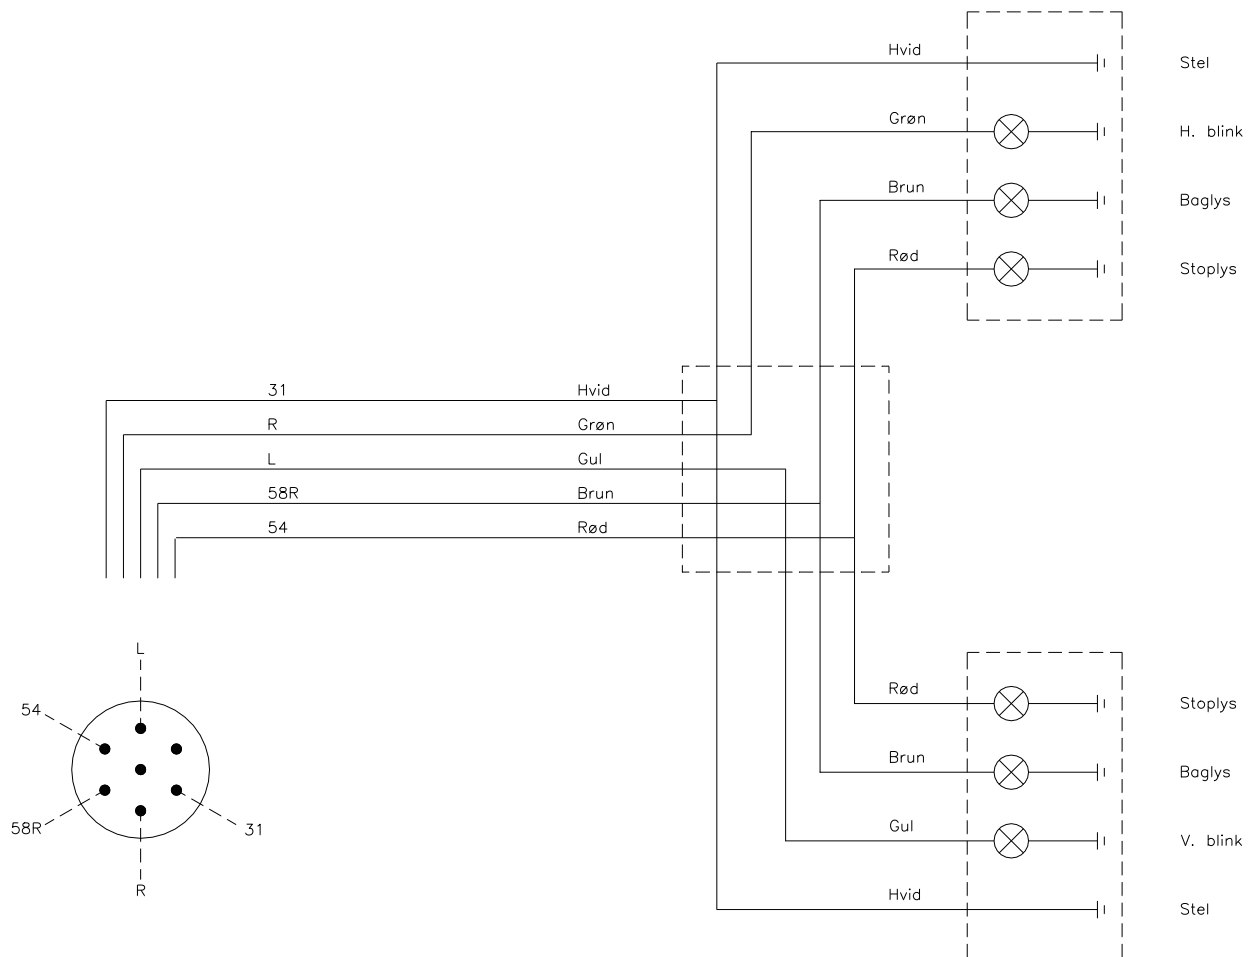 Hvid Stel
Grøn H. blink
Brun Baglys
Rød Stoplys
31 Hvid
R Grøn
L Gul
58R Brun
54 Rød
L
54
58R
31
R
Rød Stoplys
Brun Baglys
Gul V. blink
Hvid Stel